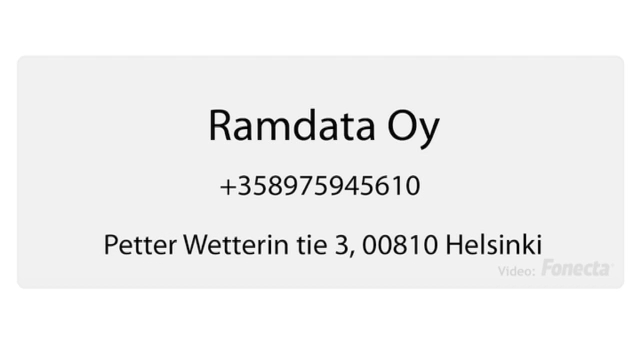 Ramdata Oy
+358975945610
Petter Wetterin tie 3, 00810 Helsinki
Video: Fonecta